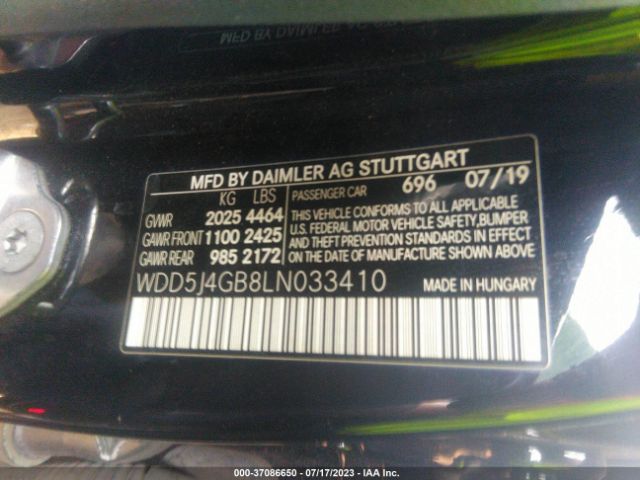 MFD BY DAIMLER
MFD BY DAIMLER AG STUTTGART
KG LBS
GVWR 2025 4464
GAWR FRONT 1100 2425
GAWR REAR 985 2172
PASSENGER CAR 696 07/19
THIS VEHICLE CONFORMS TO ALL APPLICABLE
U.S. FEDERAL MOTOR VEHICLE SAFETY, BUMPER
AND THEFT PREVENTION STANDARDS IN EFFECT
ON THE DATE OF MANUFACTURE SHOWN ABOVE.
WDD5J4GB8LN033410
MADE IN HUNGARY
000-37086650 - 07/17/2023 - IAA Inc.